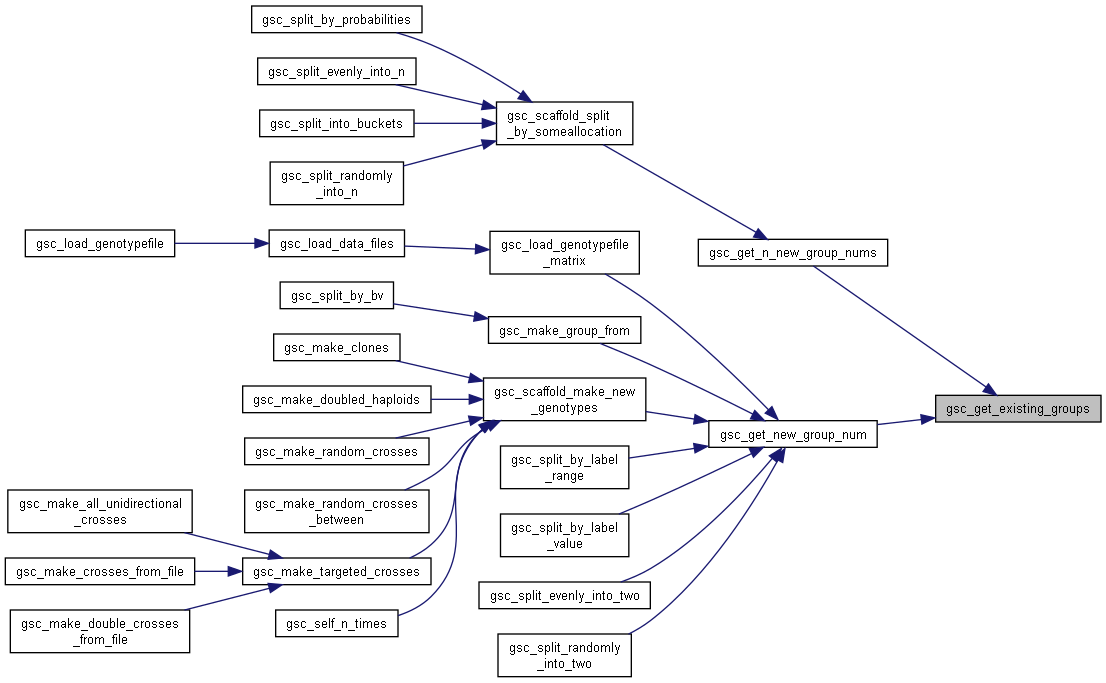 gsc_split_by_probabilities
gsc_split_evenly_into_n
gsc_split_into_buckets
gsc_split_randomly
_into_n
gsc_scaffold_split
_by_someallocation
gsc_load_genotypefile
gsc_load_data_files
gsc_load_genotypefile
_matrix
gsc_get_n_new_group_nums
gsc_split_by_bv
gsc_make_group_from
gsc_make_clones
gsc_make_doubled_haploids
gsc_scaffold_make_new
_genotypes
gsc_get_existing_groups
gsc_get_new_group_num
gsc_make_random_crosses
gsc_make_random_crosses
_between
gsc_split_by_label
_range
gsc_split_by_label
_value
gsc_make_all_unidirectional
_crosses
gsc_make_crosses_from_file
gsc_make_double_crosses
_from_file
gsc_make_targeted_crosses
gsc_self_n_times
gsc_split_evenly_into_two
gsc_split_randomly
_into_two